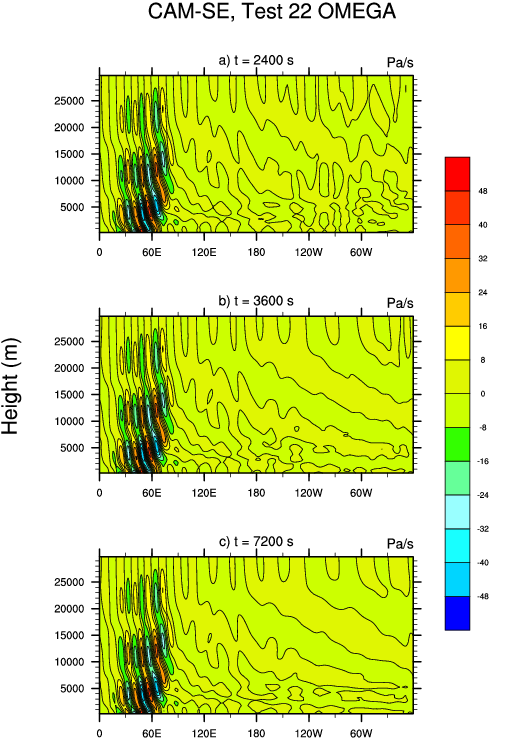 CAM-SE, Test 22 OMEGA
a) t = 2400 s
Pa/s
25000
20000
15000
10000
5000
0 60E 120E 180 120W 60W
b) t = 3600 s
Pa/s
25000
20000
15000
10000
5000
0 60E 120E 180 120W 60W
c) t = 7200 s
Pa/s
25000
20000
15000
10000
5000
0 60E 120E 180 120W 60W
Height (m)
48
40
32
24
16
8
0
-8
-16
-24
-32
-40
-48